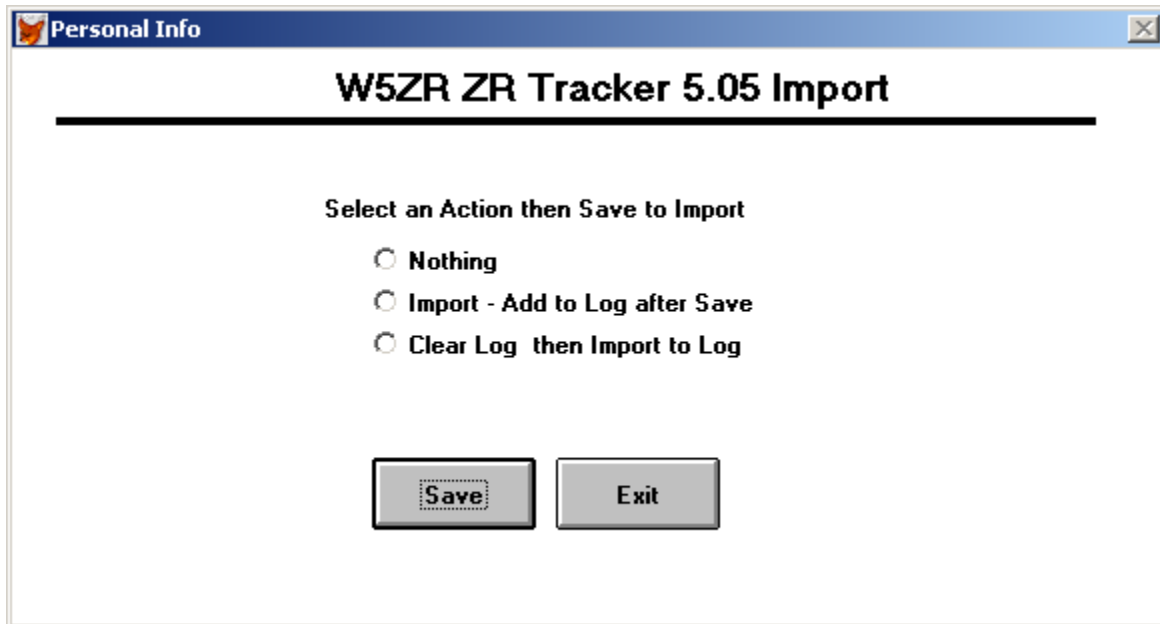 Personal Info
W5ZR ZR Tracker 5.05 Import
Select an Action then Save to Import
Nothing
Import - Add to Log after Save
Clear Log  then Import to Log
Save Exit